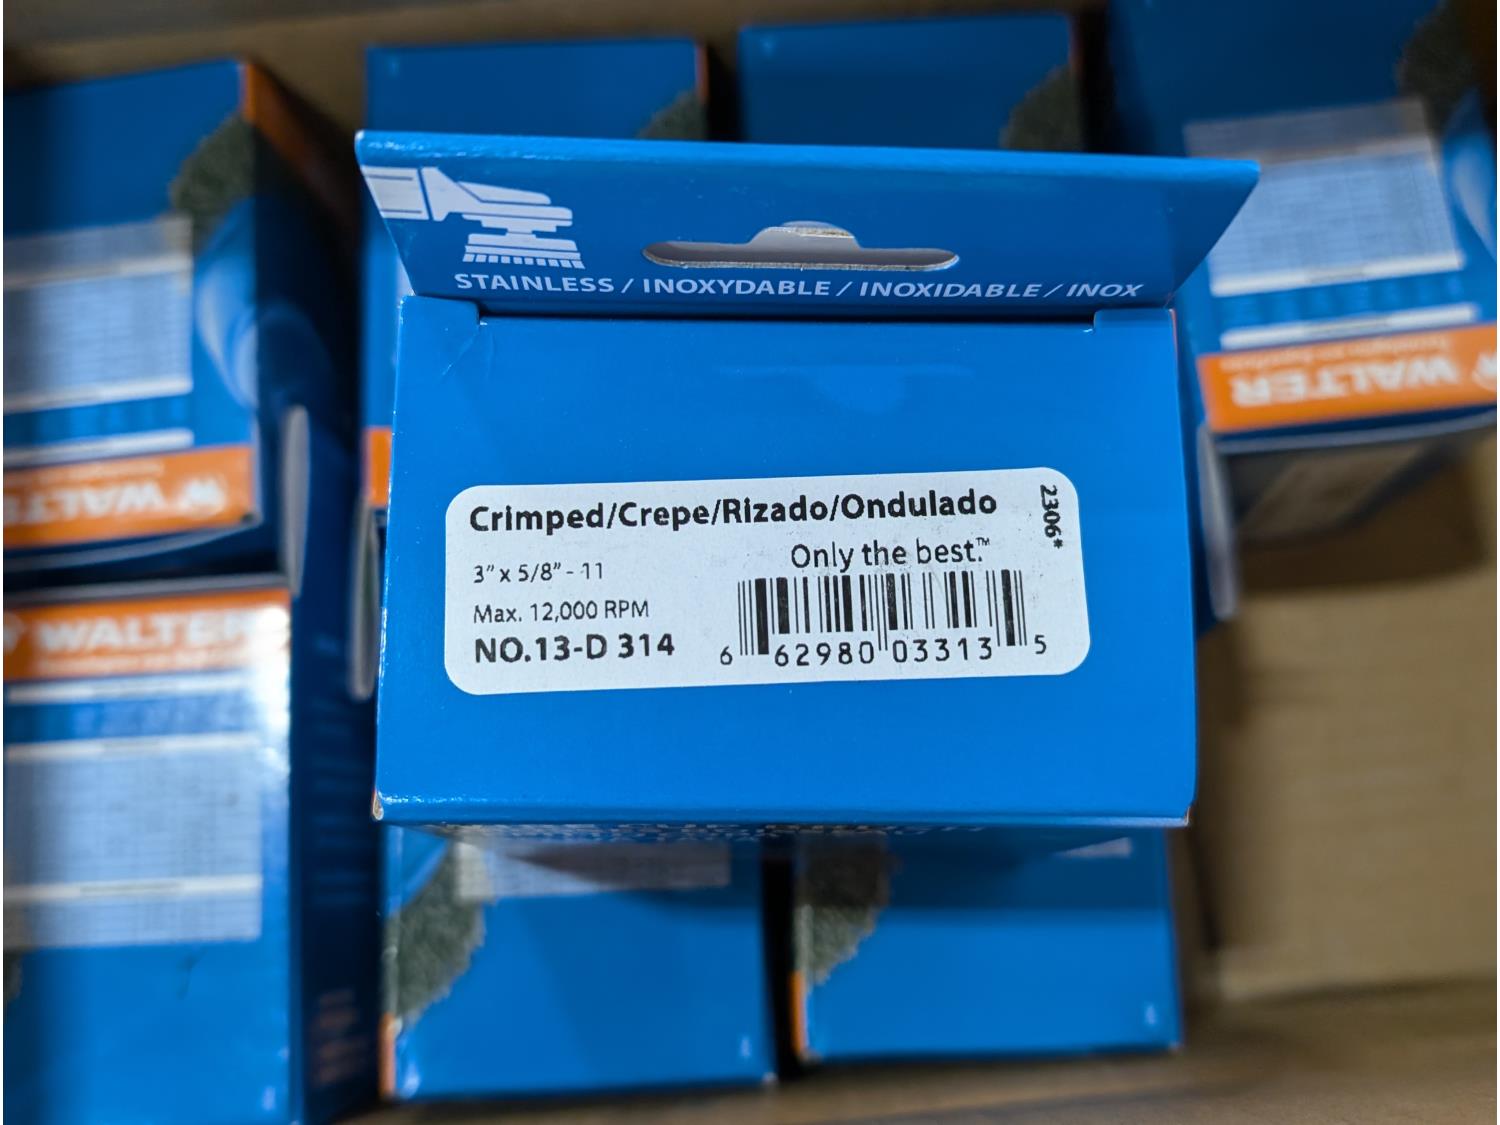 STAINLESS / INOXYDABLE / INOXIDABLE / INOX
Crimped/Crepe/Rizado/Ondulado
2306*
Only the best.™
3" x 5/8" - 11
Max. 12,000 RPM
NO.13-D 314
6 62980 03313 5
WALTER
WALTER
WALTER